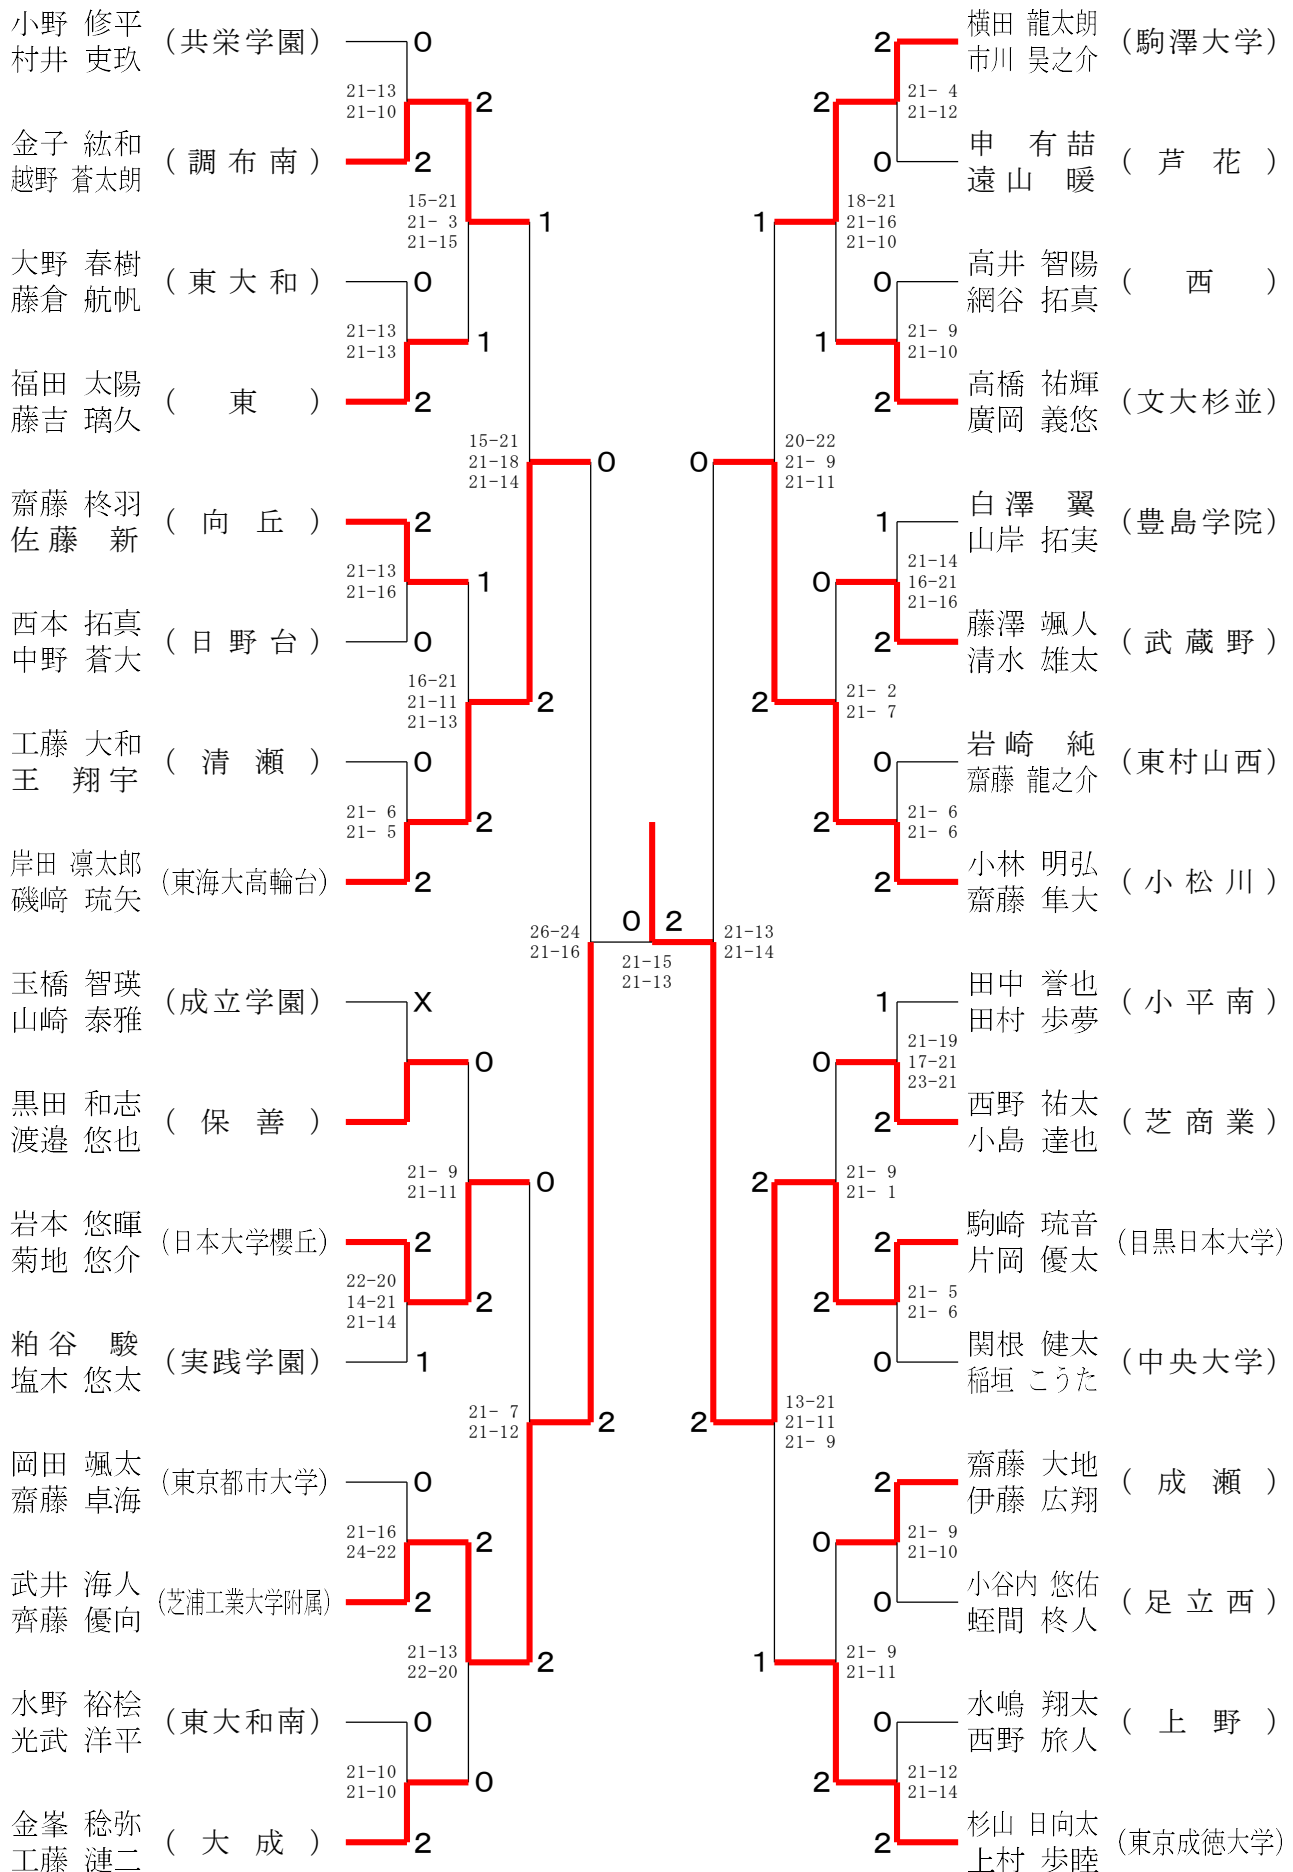 小野 修平
村井 吏玖
(共栄学園)
0
21-13
21-10
2
金子 紘和
越野 蒼太朗
(調布南)
2
15-21
21- 3
21-15
1
大野 春樹
藤倉 航帆
(東大和)
0
21-13
21-13
1
福田 太陽
藤吉 璃久
(東)
2
15-21
21-18
21-14
0
齋藤 柊羽
佐藤 新
(向丘)
2
21-13
21-16
1
西本 拓真
中野 蒼大
(日野台)
0
16-21
21-11
21-13
2
工藤 大和
王 翔宇
(清瀬)
0
21- 6
21- 5
2
岸田 凛太郎
磯﨑 琉矢
(東海大高輪台)
2
26-24
21-16
0 2
21-15
21-13
玉橋 智瑛
山崎 泰雅
(成立学園)
X
0
黒田 和志
渡邉 悠也
(保善)
21- 9
21-11
0
岩本 悠暉
菊地 悠介
(日本大学櫻丘)
2
22-20
14-21
21-14
2
粕谷 駿
塩木 悠太
(実践学園)
1
21- 7
21-12
2
岡田 颯太
齋藤 卓海
(東京都市大学)
0
21-16
24-22
2
武井 海人
齊藤 優向
(芝浦工業大学附属)
2
21-13
22-20
2
水野 裕桧
光武 洋平
(東大和南)
0
21-10
21-10
0
金峯 稔弥
工藤 漣二
(大成)
2
横田 龍太朗
市川 昊之介
(駒澤大学)
2
21- 4
21-12
2
申 有喆
遠山 暖
(芦花)
0
18-21
21-16
21-10
1
高井 智陽
網谷 拓真
(西)
0
21- 9
21-10
1
高橋 祐輝
廣岡 義悠
(文大杉並)
2
20-22
21- 9
21-11
0
白澤 翼
山岸 拓実
(豊島学院)
1
21-14
16-21
21-16
0
藤澤 颯人
清水 雄太
(武蔵野)
2
21- 2
21- 7
2
岩崎 純
齋藤 龍之介
(東村山西)
0
21- 6
21- 6
2
小林 明弘
齋藤 隼大
(小松川)
2
21-13
21-14
田中 誉也
田村 歩夢
(小平南)
1
21-19
17-21
23-21
0
西野 祐太
小島 達也
(芝商業)
2
21- 9
21- 1
2
駒崎 琉音
片岡 優太
(目黒日本大学)
2
21- 5
21- 6
2
関根 健太
稲垣 こうた
(中央大学)
0
13-21
21-11
21- 9
2
齋藤 大地
伊藤 広翔
(成瀬)
2
21- 9
21-10
0
小谷内 悠佑
蛭間 柊人
(足立西)
0
21- 9
21-11
1
水嶋 翔太
西野 旅人
(上野)
0
21-12
21-14
2
杉山 日向太
上村 歩睦
(東京成徳大学)
2